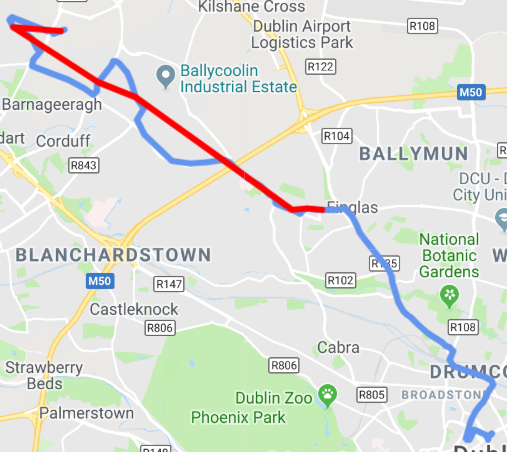 Kilshane Cross
Dublin Airport
Logistics Park
R108
R122
Ballycoolin
Industrial Estate
M50
Barnageeragh
R104
dart
Corduff
BALLYMUN
R843
DCU - D
City Uni
Finglas
BLANCHARDSTOWN
National
Botanic
Gardens
W
R135
M50
R147
R102
Castleknock
R806
R108
Cabra
Strawberry
Beds
R806
DRUMCO
Dublin Zoo
R805
BROADSTONE
Palmerstown
Phoenix Park
R148
Dubl